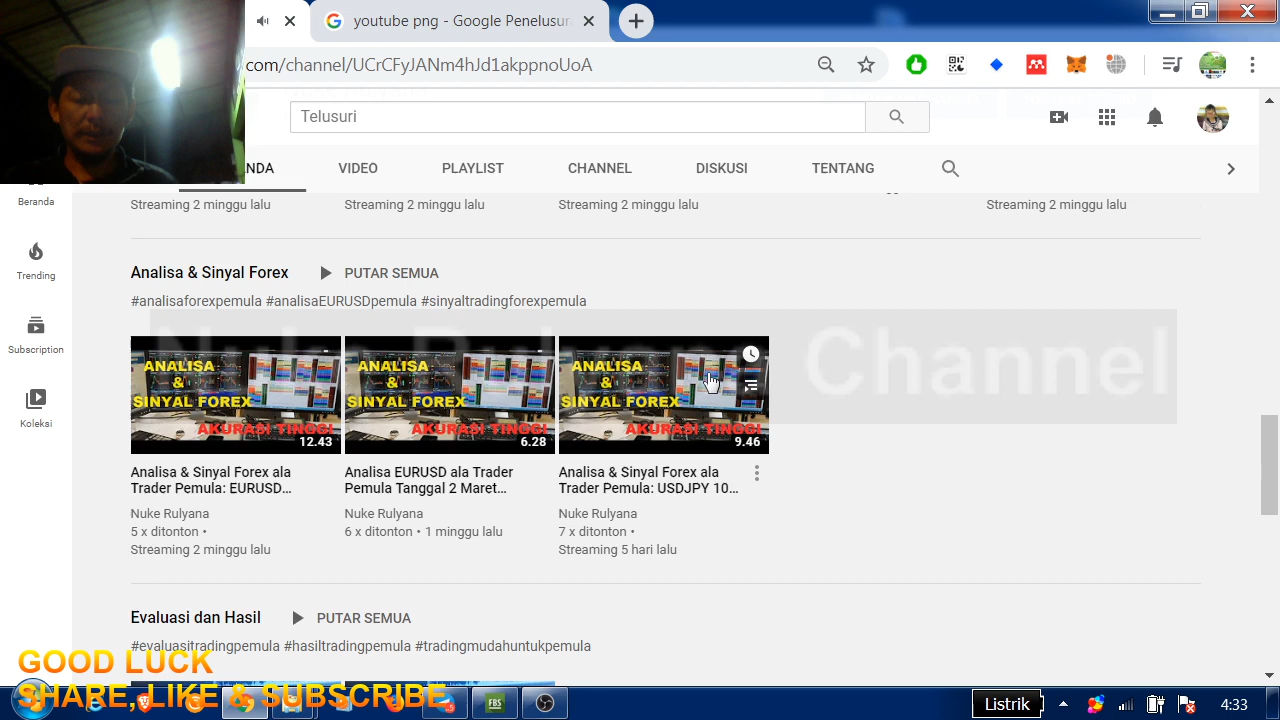 youtube png - Google Penelusur
com/channel/UCrCFyJANm4hJd1akppnoUoA
Telusuri
NDA
VIDEO
PLAYLIST
CHANNEL
DISKUSI
TENTANG
Beranda
Trending
Subscription
Koleksi
Streaming 2 minggu lalu
Streaming 2 minggu lalu
Streaming 2 minggu lalu
Streaming 2 minggu lalu
Analisa & Sinyal Forex
PUTAR SEMUA
#analisaforexpemula #analisaEURUSDpemula #sinyaltradingforexpemula
ANALISA
&
SINYAL FOREX
AKURASI TINGGI
12.43
ANALISA
&
SINYAL FOREX
AKURASI TINGGI
6.28
ANALISA
&
SINYAL FOREX
AKURASI TINGGI
9.46
Analisa & Sinyal Forex ala
Trader Pemula: EURUSD...
Nuke Rulyana
5 x ditonton •
Streaming 2 minggu lalu
Analisa EURUSD ala Trader
Pemula Tanggal 2 Maret...
Nuke Rulyana
6 x ditonton • 1 minggu lalu
Analisa & Sinyal Forex ala
Trader Pemula: USDJPY 10...
Nuke Rulyana
7 x ditonton •
Streaming 5 hari lalu
Evaluasi dan Hasil
PUTAR SEMUA
#evaluasitradingpemula #hasiltradingpemula #tradingmudahuntukpemula
GOOD LUCK
SHARE, LIKE & SUBSCRIBE
FBS
Listrik
4:33